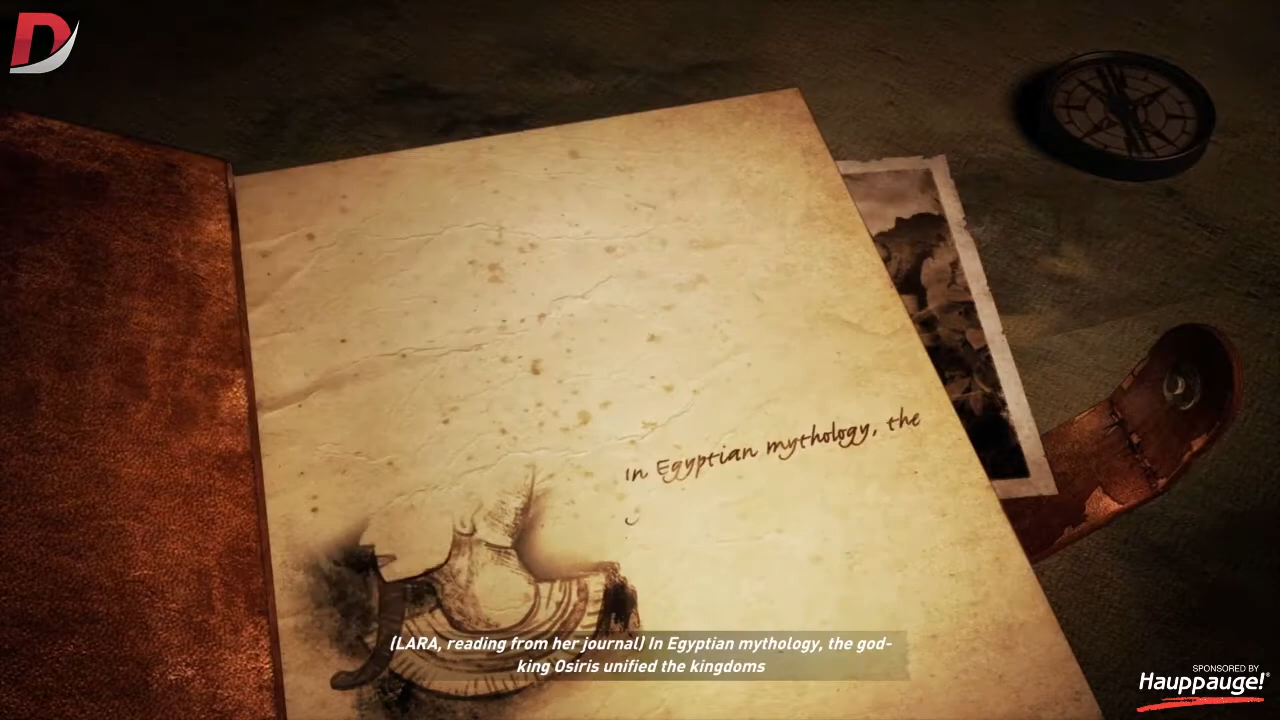 In Egyptian mythology, the
(LARA, reading from her journal) In Egyptian mythology, the god-
king Osiris unified the kingdoms
SPONSORED BY
Hauppauge!®